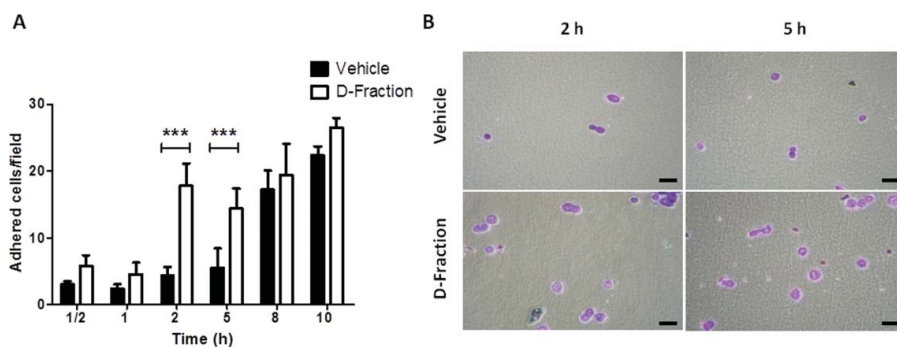 A
Vehicle
D-Fraction
Adhered cells/field
30
20
10
0
*** ***
1/2 1 2 5 8 10
Time (h)
B
2 h 5 h
Vehicle
D-Fraction